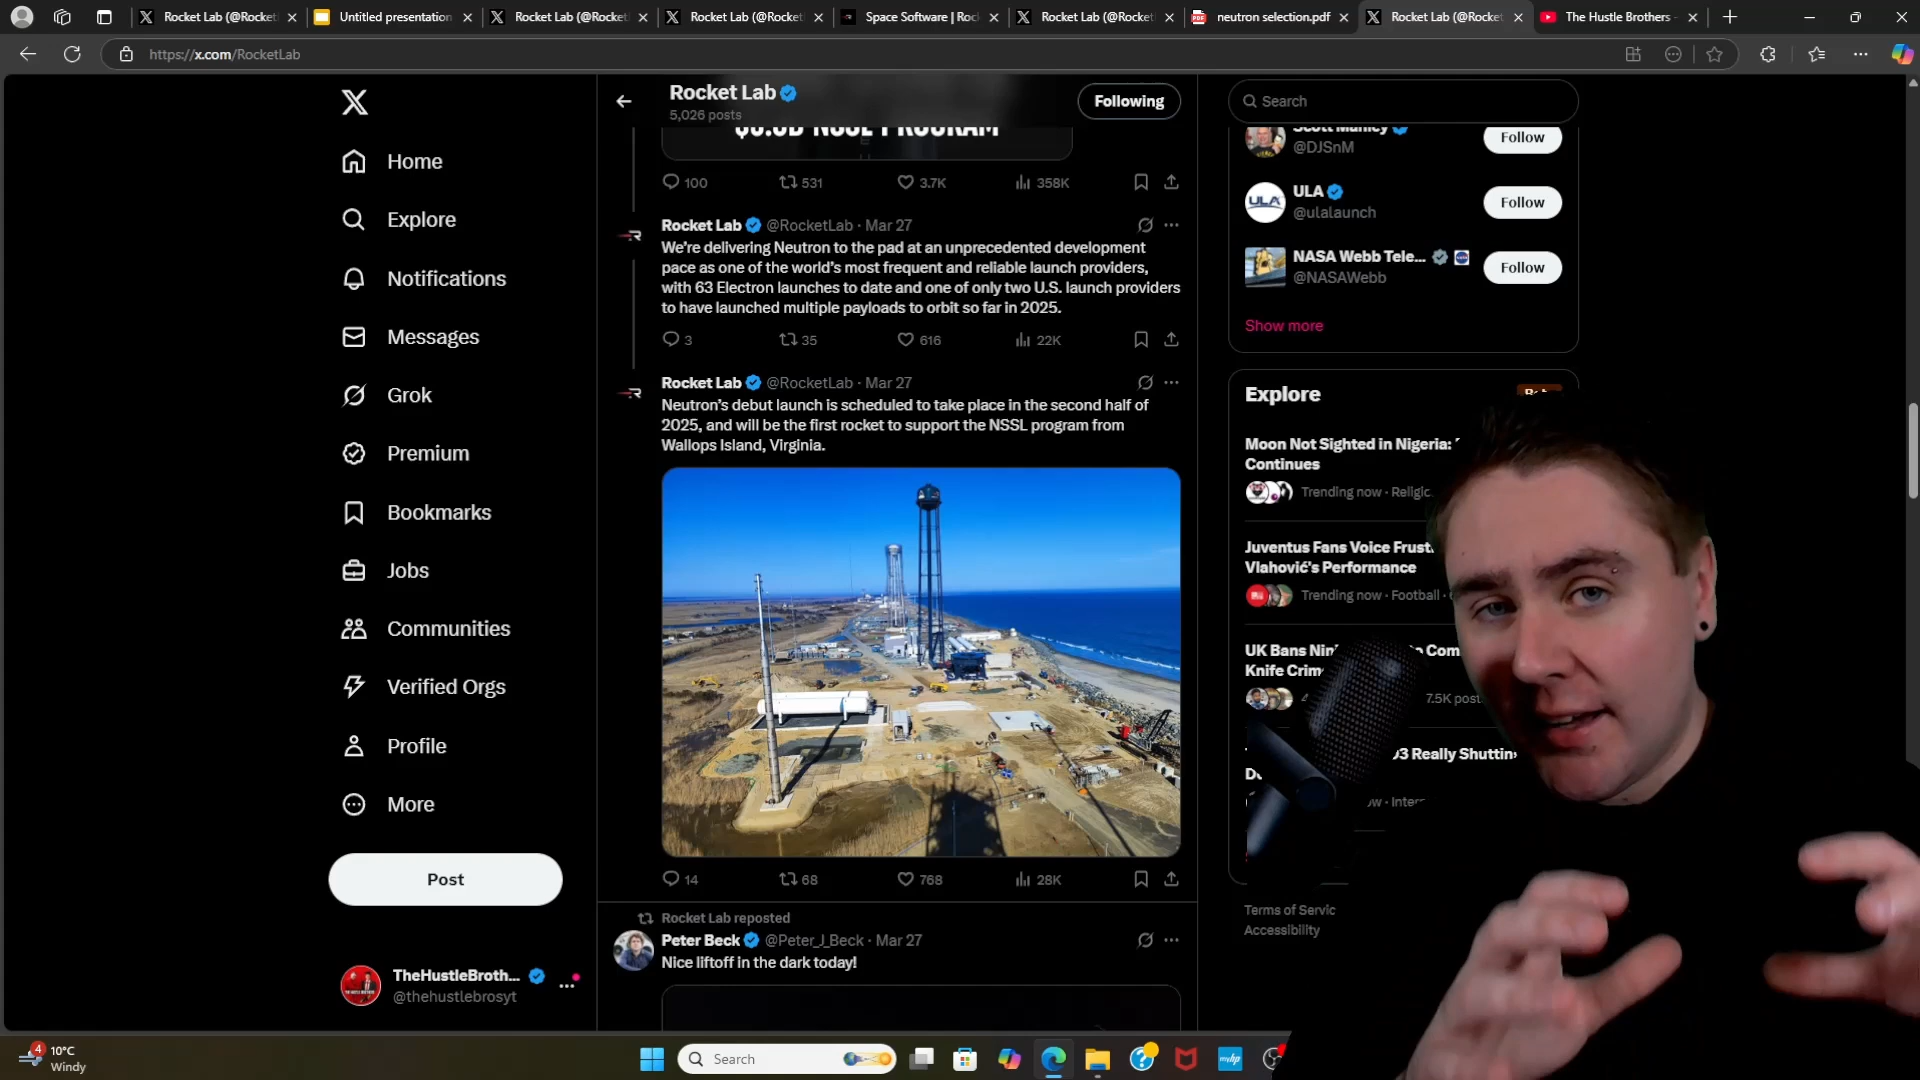 Rocket Lab (@Rocket
Untitled presentation
Rocket Lab (@Rocket
Rocket Lab (@Rocket
Space Software | Roc
Rocket Lab (@Rocket
neutron selection.pdf
Rocket Lab (@Rocket
The Hustle Brothers -
https://x.com/RocketLab
Home
Explore
Notifications
Messages
Grok
Premium
Bookmarks
Jobs
Communities
Verified Orgs
Profile
More
Post
TheHustleBroth...
@thehustlebrosyt
Rocket Lab
5,026 posts
Following
NSSL PROGRAM
100 531 3.7K 358K
Rocket Lab @RocketLab · Mar 27
We're delivering Neutron to the pad at an unprecedented development
pace as one of the world's most frequent and reliable launch providers,
with 63 Electron launches to date and one of only two U.S. launch providers
to have launched multiple payloads to orbit so far in 2025.
3 35 616 22K
Rocket Lab @RocketLab · Mar 27
Neutron's debut launch is scheduled to take place in the second half of
2025, and will be the first rocket to support the NSSL program from
Wallops Island, Virginia.
14 68 768 28K
Rocket Lab reposted
Peter Beck @Peter_J_Beck · Mar 27
Nice liftoff in the dark today!
Search
Scott Manley
@DJSnM
Follow
ULA
@ulalaunch
Follow
NASA Webb Tele...
@NASAWebb
Follow
Show more
Explore
Moon Not Sighted in Nigeria:
Continues
Trending now · Religic
Juventus Fans Voice Frust
Vlahović's Performance
Trending now · Football ·
UK Bans Nin to Com
Knife Crim
7.5K post
Really Shuttin
Terms of Servic
Accessibility
4
10°C
Windy
Search
myhp